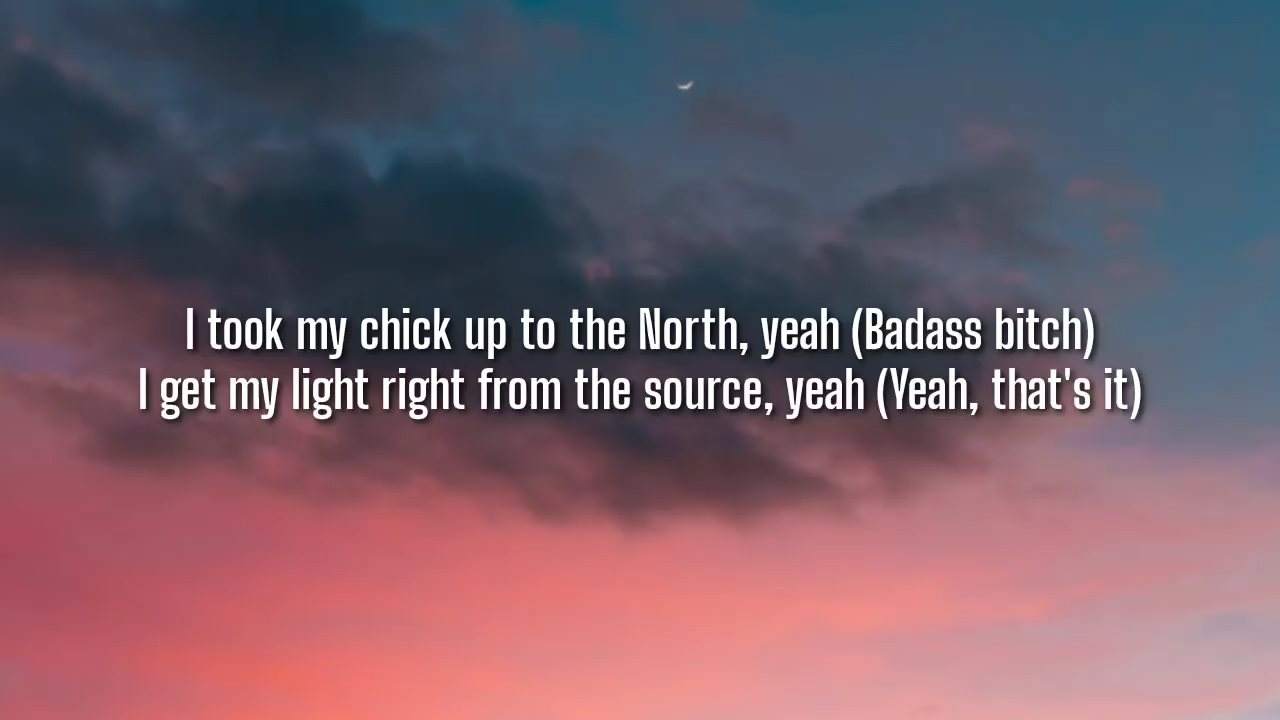 I took my chick up to the North, yeah (Badass bitch)
I get my light right from the source, yeah (Yeah, that's it)